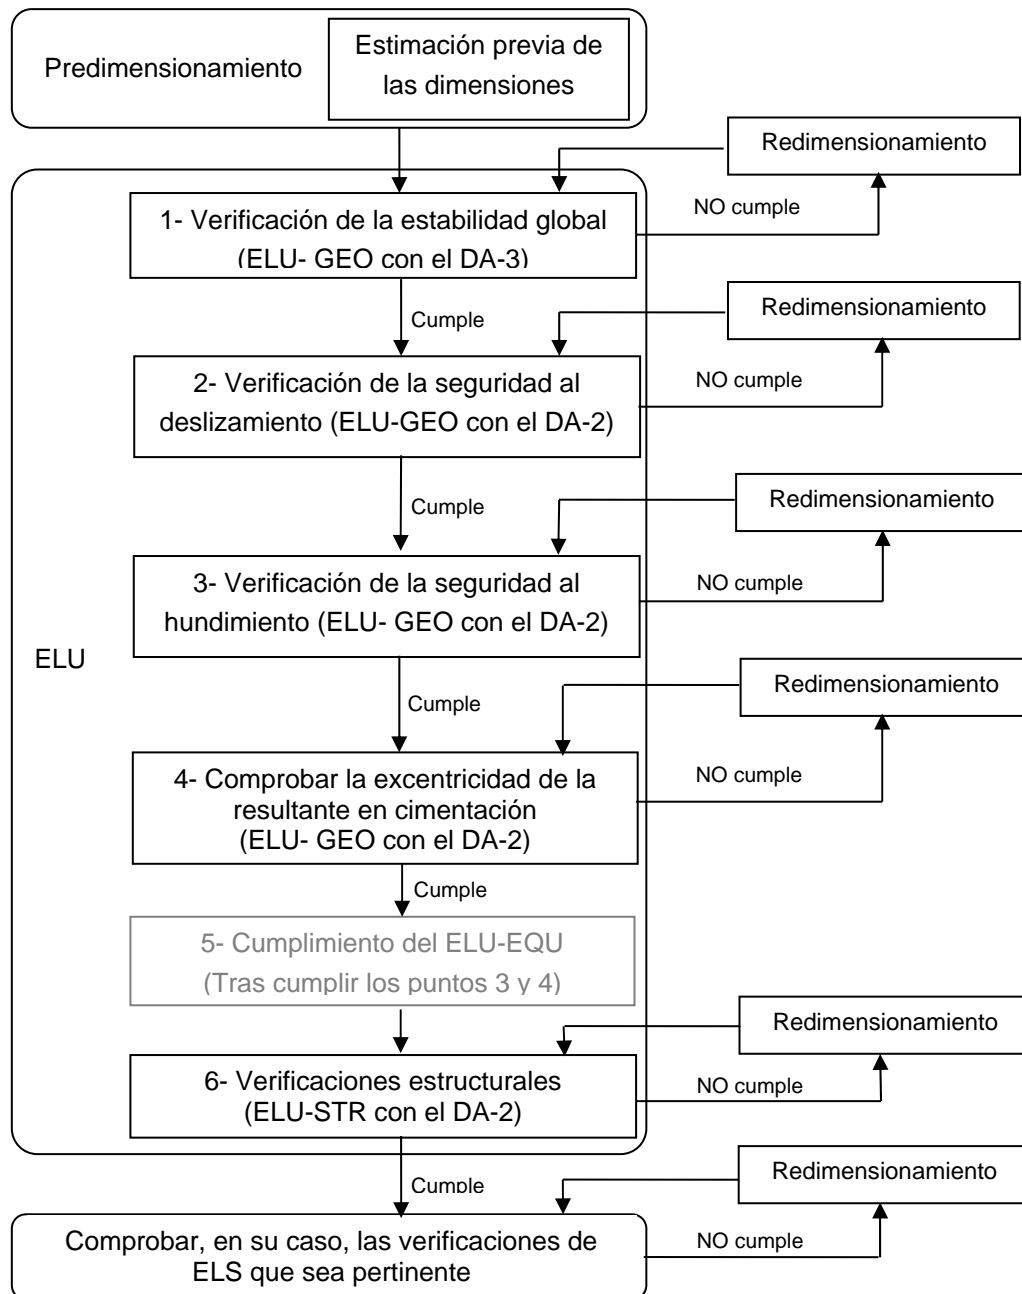 Predimensionamiento
Estimación previa de
las dimensiones
Redimensionamiento
NO cumple
1- Verificación de la estabilidad global
(ELU- GEO con el DA-3)
Cumple
Redimensionamiento
NO cumple
2- Verificación de la seguridad al
deslizamiento (ELU-GEO con el DA-2)
Cumple
Redimensionamiento
NO cumple
3- Verificación de la seguridad al
hundimiento (ELU- GEO con el DA-2)
ELU
Cumple
Redimensionamiento
NO cumple
4- Comprobar la excentricidad de la
resultante en cimentación
(ELU- GEO con el DA-2)
Cumple
5- Cumplimiento del ELU-EQU
(Tras cumplir los puntos 3 y 4)
Redimensionamiento
NO cumple
6- Verificaciones estructurales
(ELU-STR con el DA-2)
Cumple
Redimensionamiento
NO cumple
Comprobar, en su caso, las verificaciones de
ELS que sea pertinente